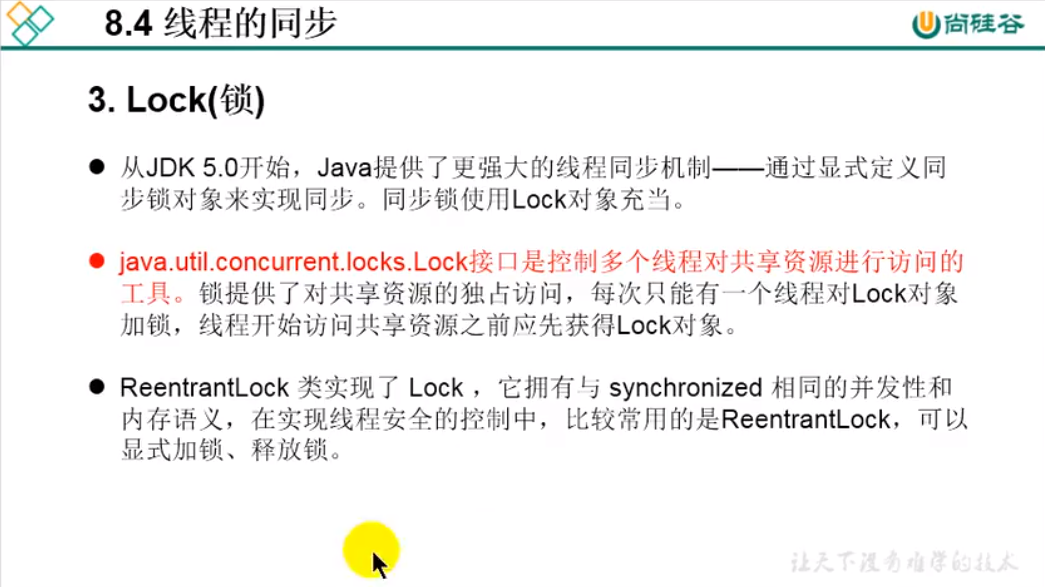 8.4 线程的同步
尚硅谷
3. Lock(锁)
● 从JDK 5.0开始，Java提供了更强大的线程同步机制——通过显式定义同
步锁对象来实现同步。同步锁使用Lock对象充当。
● java.util.concurrent.locks.Lock接口是控制多个线程对共享资源进行访问的
工具。锁提供了对共享资源的独占访问，每次只能有一个线程对Lock对象
加锁，线程开始访问共享资源之前应先获得Lock对象。
● ReentrantLock 类实现了 Lock ，它拥有与 synchronized 相同的并发性和
内存语义，在实现线程安全的控制中，比较常用的是ReentrantLock，可以
显式加锁、释放锁。
让天下没有难学的技术